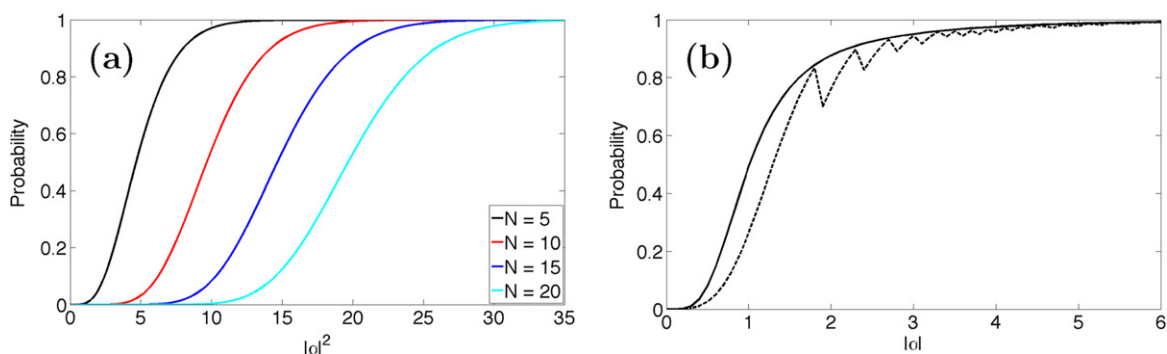 (a)
Probability
1
0.8
0.6
0.4
0.2
0
0 5 10 15 20 25 30 35
|α|²
N = 5
N = 10
N = 15
N = 20
(b)
Probability
1
0.8
0.6
0.4
0.2
0
0 1 2 3 4 5 6
|α|